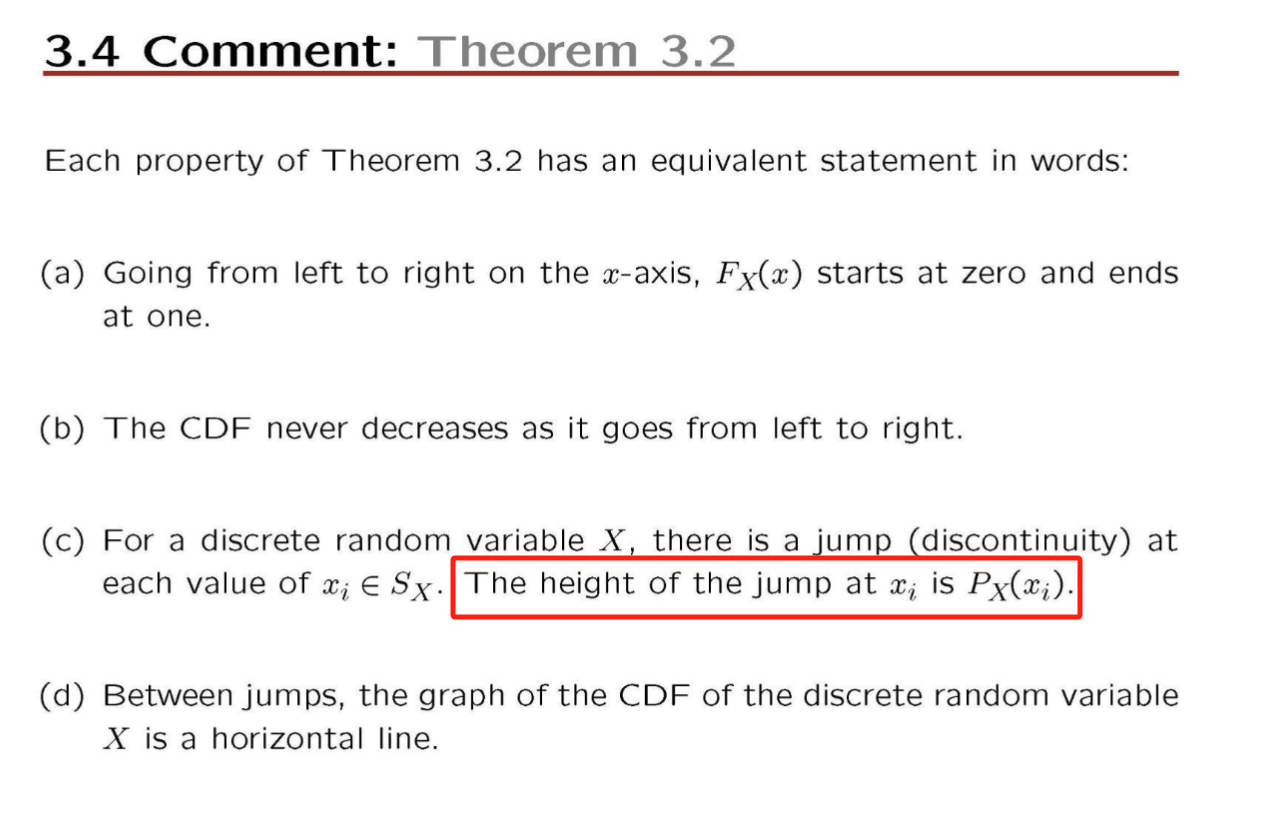 3.4 Comment: Theorem 3.2
Each property of Theorem 3.2 has an equivalent statement in words:
(a) Going from left to right on the x-axis, F_X(x) starts at zero and ends
at one.
(b) The CDF never decreases as it goes from left to right.
(c) For a discrete random variable X, there is a jump (discontinuity) at
each value of x_i ∈ S_X. The height of the jump at x_i is P_X(x_i).
(d) Between jumps, the graph of the CDF of the discrete random variable
X is a horizontal line.